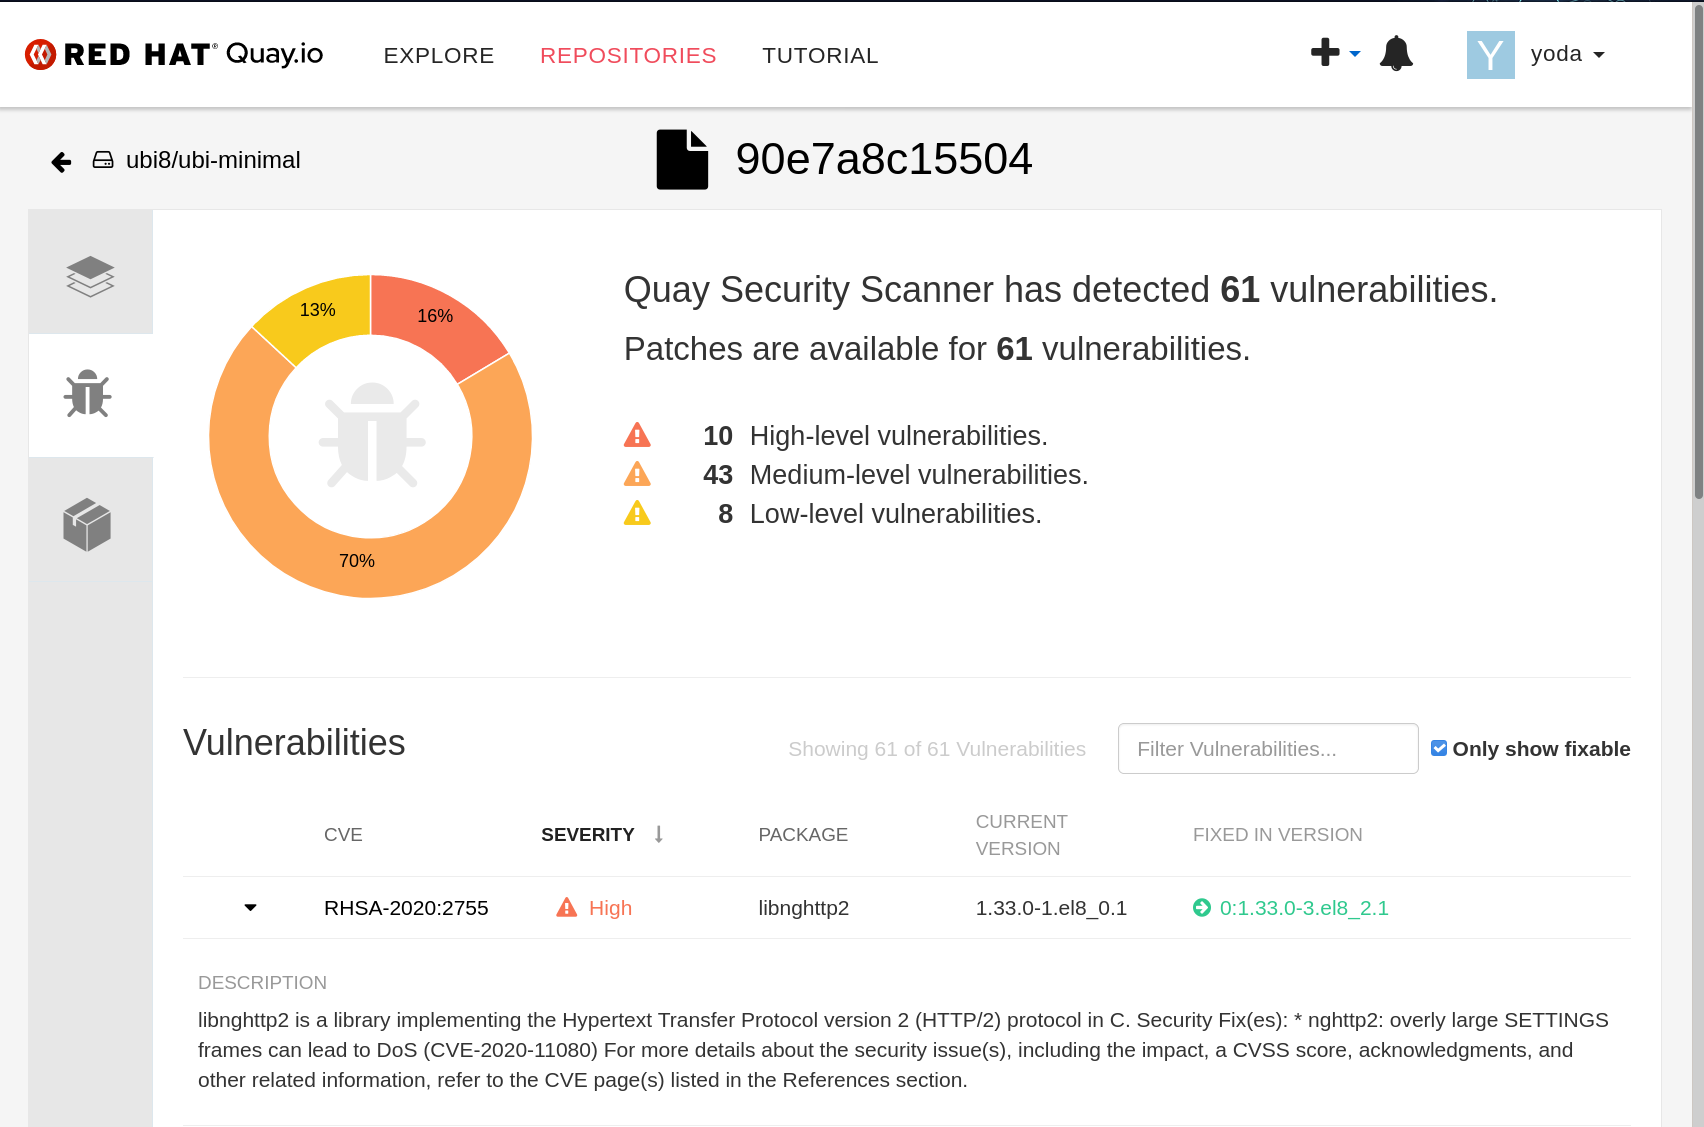 RED HAT® Quay.io
EXPLORE
REPOSITORIES
TUTORIAL
Y
yoda
ubi8/ubi-minimal
90e7a8c15504
13%
16%
70%
Quay Security Scanner has detected 61 vulnerabilities.
Patches are available for 61 vulnerabilities.
10 High-level vulnerabilities.
43 Medium-level vulnerabilities.
8 Low-level vulnerabilities.
Vulnerabilities
Showing 61 of 61 Vulnerabilities
Filter Vulnerabilities...
Only show fixable
CVE
SEVERITY
PACKAGE
CURRENT
VERSION
FIXED IN VERSION
RHSA-2020:2755
High
libnghttp2
1.33.0-1.el8_0.1
0:1.33.0-3.el8_2.1
DESCRIPTION
libnghttp2 is a library implementing the Hypertext Transfer Protocol version 2 (HTTP/2) protocol in C. Security Fix(es): * nghttp2: overly large SETTINGS
frames can lead to DoS (CVE-2020-11080) For more details about the security issue(s), including the impact, a CVSS score, acknowledgments, and
other related information, refer to the CVE page(s) listed in the References section.